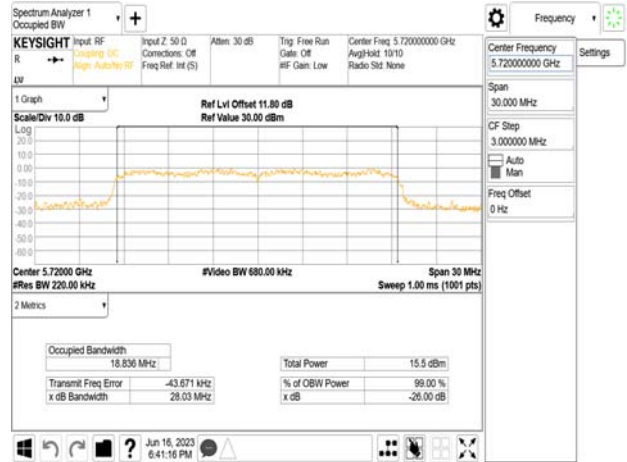 Spectrum Analyzer 1
Occupied BW
Frequency
KEYSIGHT
R
Input: RF
Coupling: DC
Align: Auto/No RF
Input Z: 50 Ω
Corrections: Off
Freq Ref: Int (S)
Atten: 30 dB
Trig: Free Run
Gate: Off
#IF Gain: Low
Center Freq: 5.720000000 GHz
Avg|Hold: 10/10
Radio Std: None
Center Frequency
5.720000000 GHz
Settings
Span
30.000 MHz
CF Step
3.000000 MHz
Auto
Man
Freq Offset
0 Hz
1 Graph
Scale/Div 10.0 dB
Ref Lvl Offset 11.80 dB
Ref Value 30.00 dBm
Log
20.0
10.0
0.00
-10.0
-20.0
-30.0
-40.0
-50.0
-60.0
Center 5.72000 GHz
#Res BW 220.00 kHz
#Video BW 680.00 kHz
Span 30 MHz
Sweep 1.00 ms (1001 pts)
2 Metrics
Occupied Bandwidth
18.836 MHz
Transmit Freq Error -43.671 kHz
x dB Bandwidth 28.03 MHz
Total Power 15.5 dBm
% of OBW Power 99.00 %
x dB -26.00 dB
?
Jun 16, 2023
6:41:16 PM